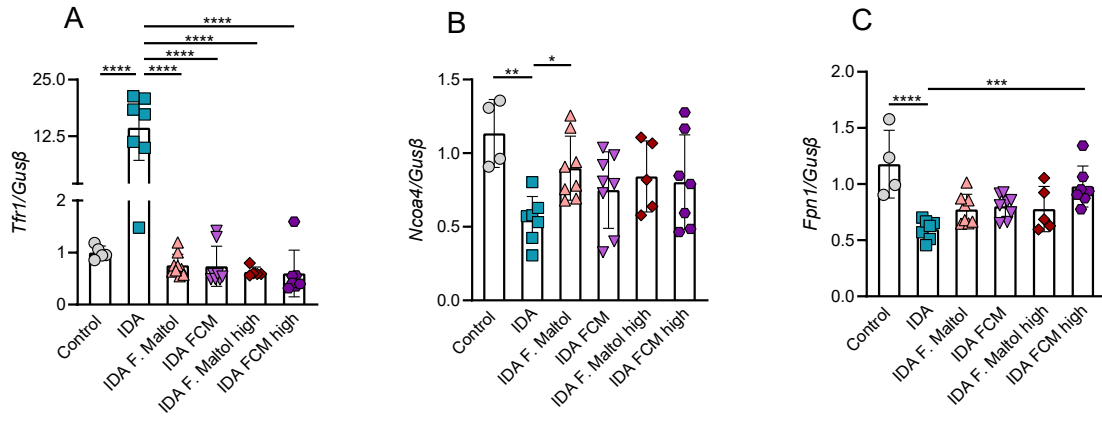 A
****
****
****
**** ****
25.0
12.5
2
1
0
Tfr1/Gusβ
Control
IDA
IDA F. Maltol
IDA FCM
IDA F. Maltol high
IDA FCM high
B
*
**
1.5
1.0
0.5
0.0
Ncoa4/Gusβ
Control
IDA
IDA F. Maltol
IDA FCM
IDA F. Maltol high
IDA FCM high
C
***
****
2.0
1.5
1.0
0.5
0.0
Fpn1/Gusβ
Control
IDA
IDA F. Maltol
IDA FCM
IDA F. Maltol high
IDA FCM high